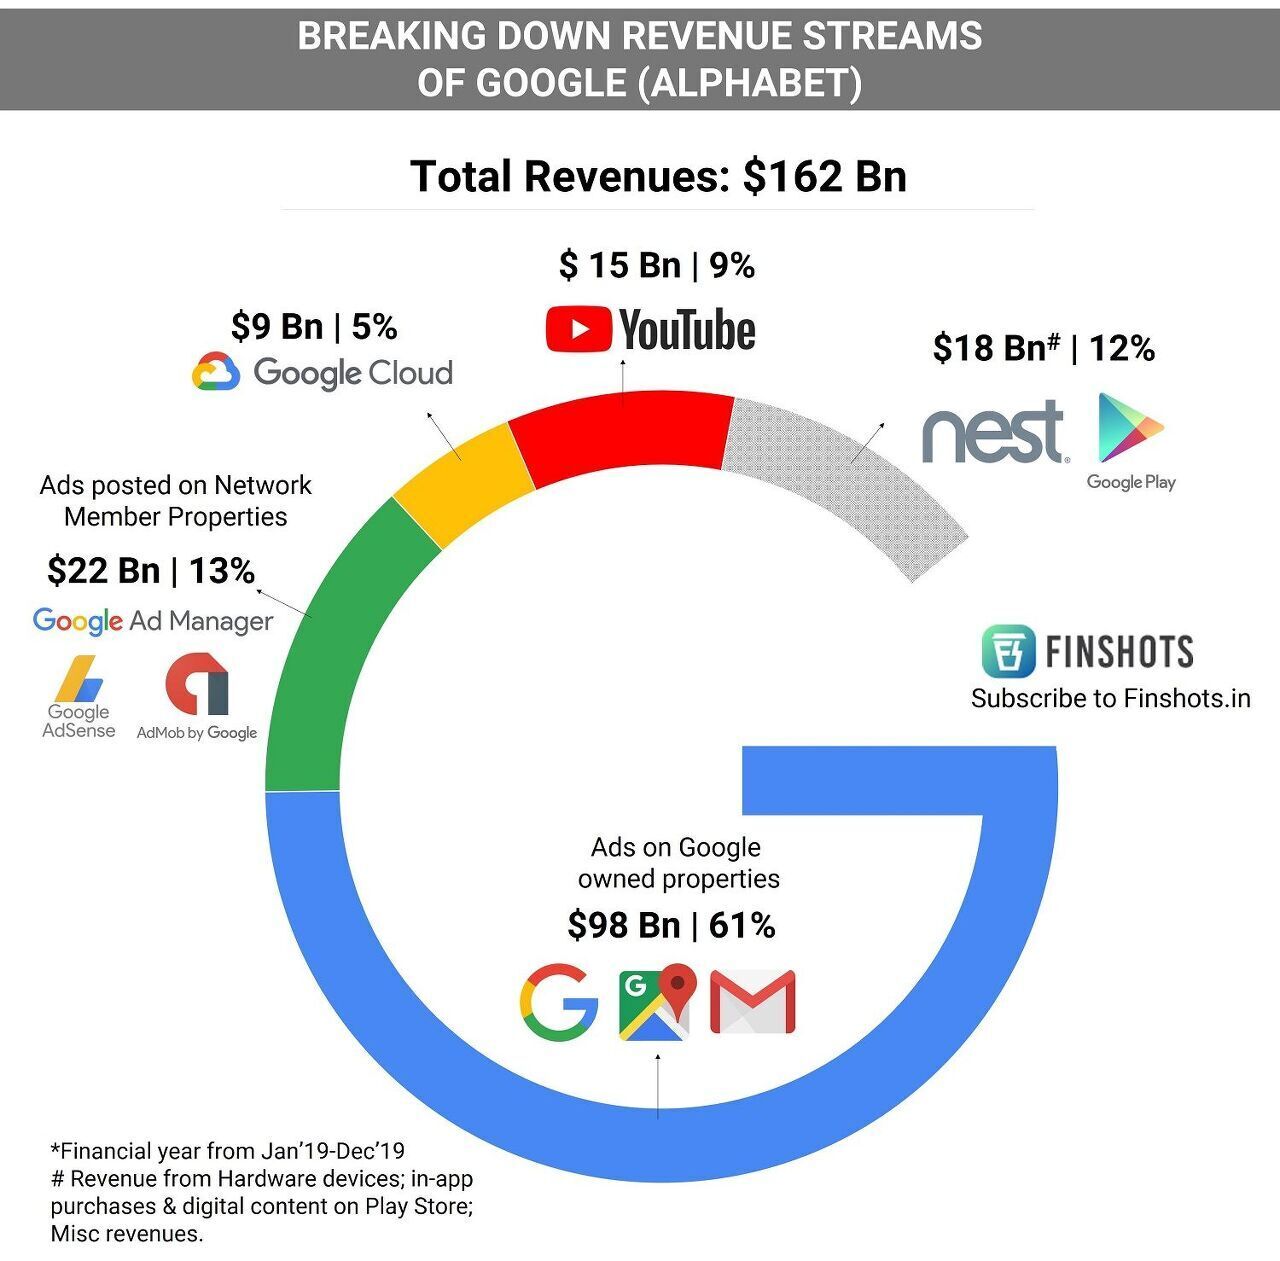 BREAKING DOWN REVENUE STREAMS
OF GOOGLE (ALPHABET)
Total Revenues: $162 Bn
$ 15 Bn | 9%
YouTube
$9 Bn | 5%
Google Cloud
$18 Bn# | 12%
nest
Google Play
Ads posted on Network
Member Properties
$22 Bn | 13%
Google Ad Manager
Google
AdSense
AdMob by Google
FINSHOTS
Subscribe to Finshots.in
Ads on Google
owned properties
$98 Bn | 61%
G
*Financial year from Jan'19-Dec'19
# Revenue from Hardware devices; in-app
purchases & digital content on Play Store;
Misc revenues.